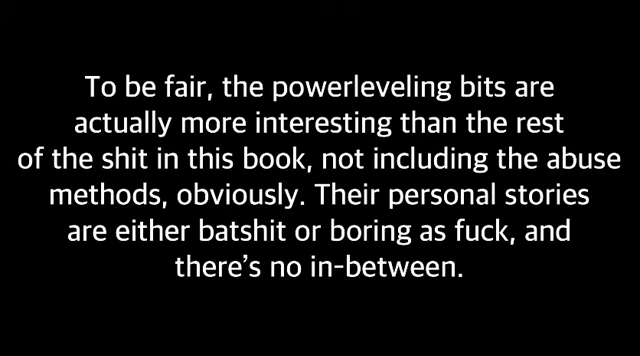 To be fair, the powerleveling bits are
actually more interesting than the rest
of the shit in this book, not including the abuse
methods, obviously. Their personal stories
are either batshit or boring as fuck, and
there’s no in-between.